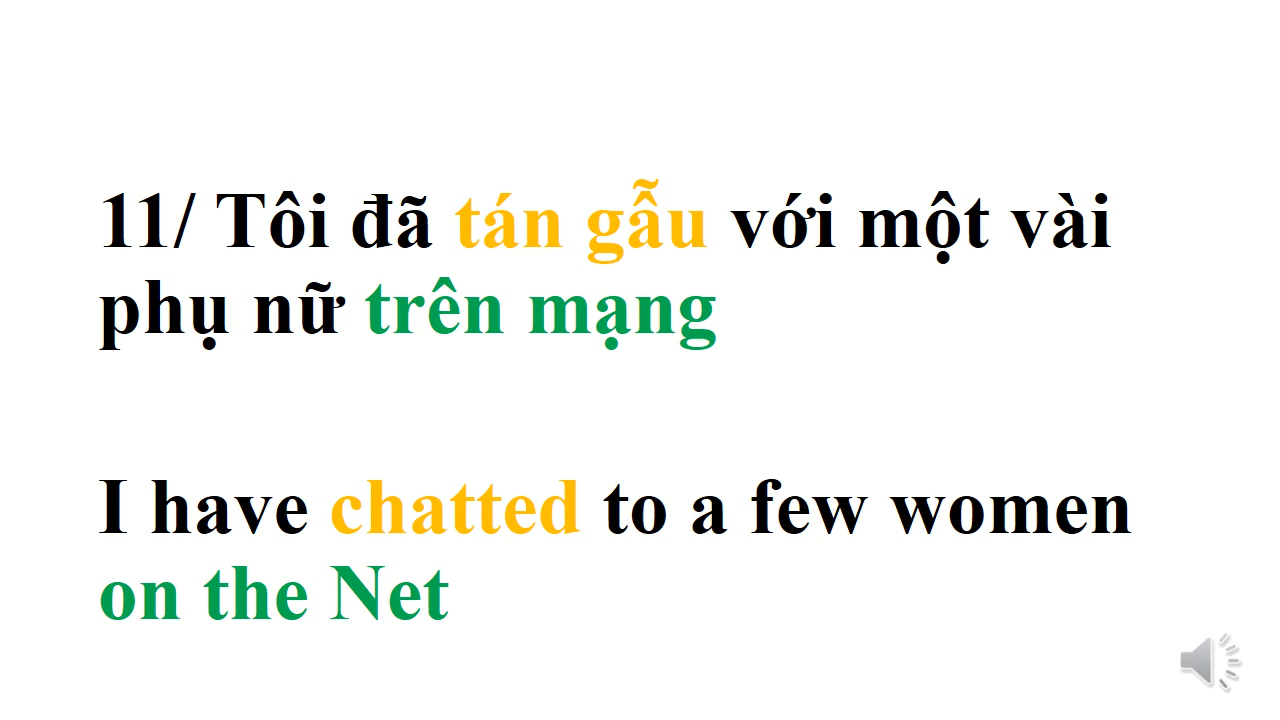 11/ Tôi đã tán gẫu với một vài
phụ nữ trên mạng
I have chatted to a few women
on the Net